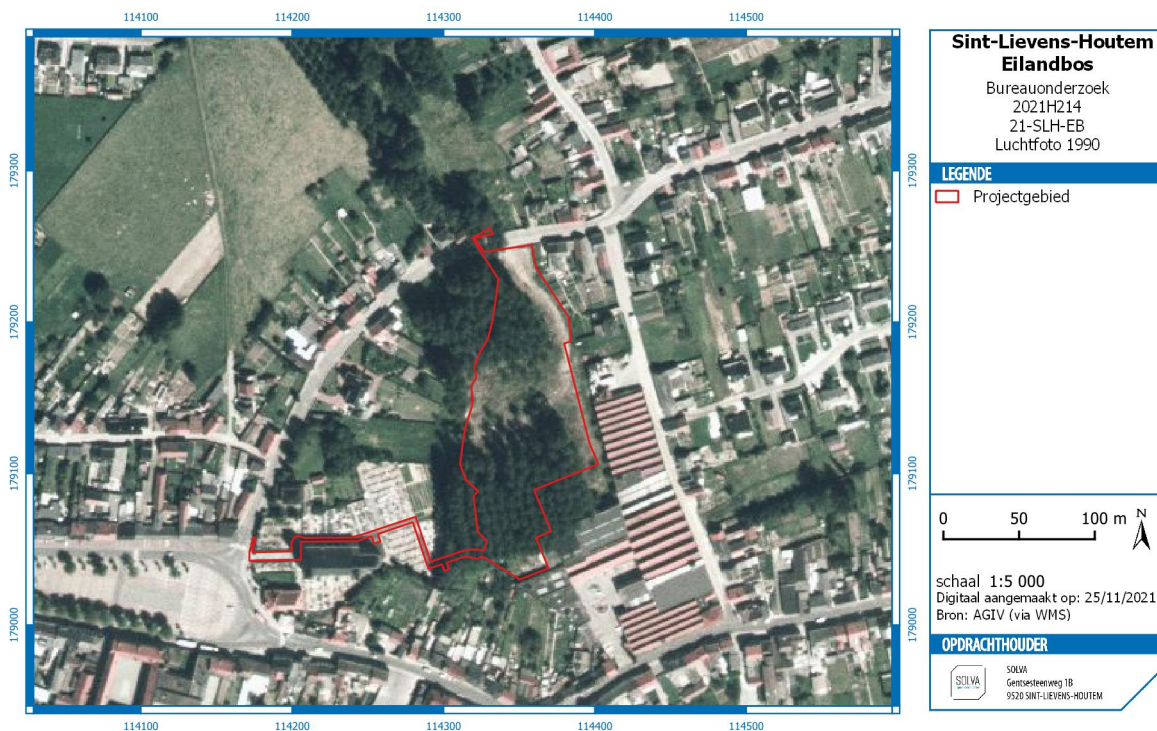 114100 114200 114300 114400 114500
179300
179200
179100
179000
179300
179200
179100
179000
114100 114200 114300 114400 114500
Sint-Lievens-Houtem
Eilandbos
Bureauonderzoek
2021H214
21-SLH-EB
Luchtfoto 1990
LEGENDE
Projectgebied
0 50 100 m N
schaal 1:5 000
Digitaal aangemaakt op: 25/11/2021
Bron: AGIV (via WMS)
OPDRACHTHOUDER
SOLVA
SOLVA
Gentsesteenweg 1B
9520 SINT-LIEVENS-HOUTEM